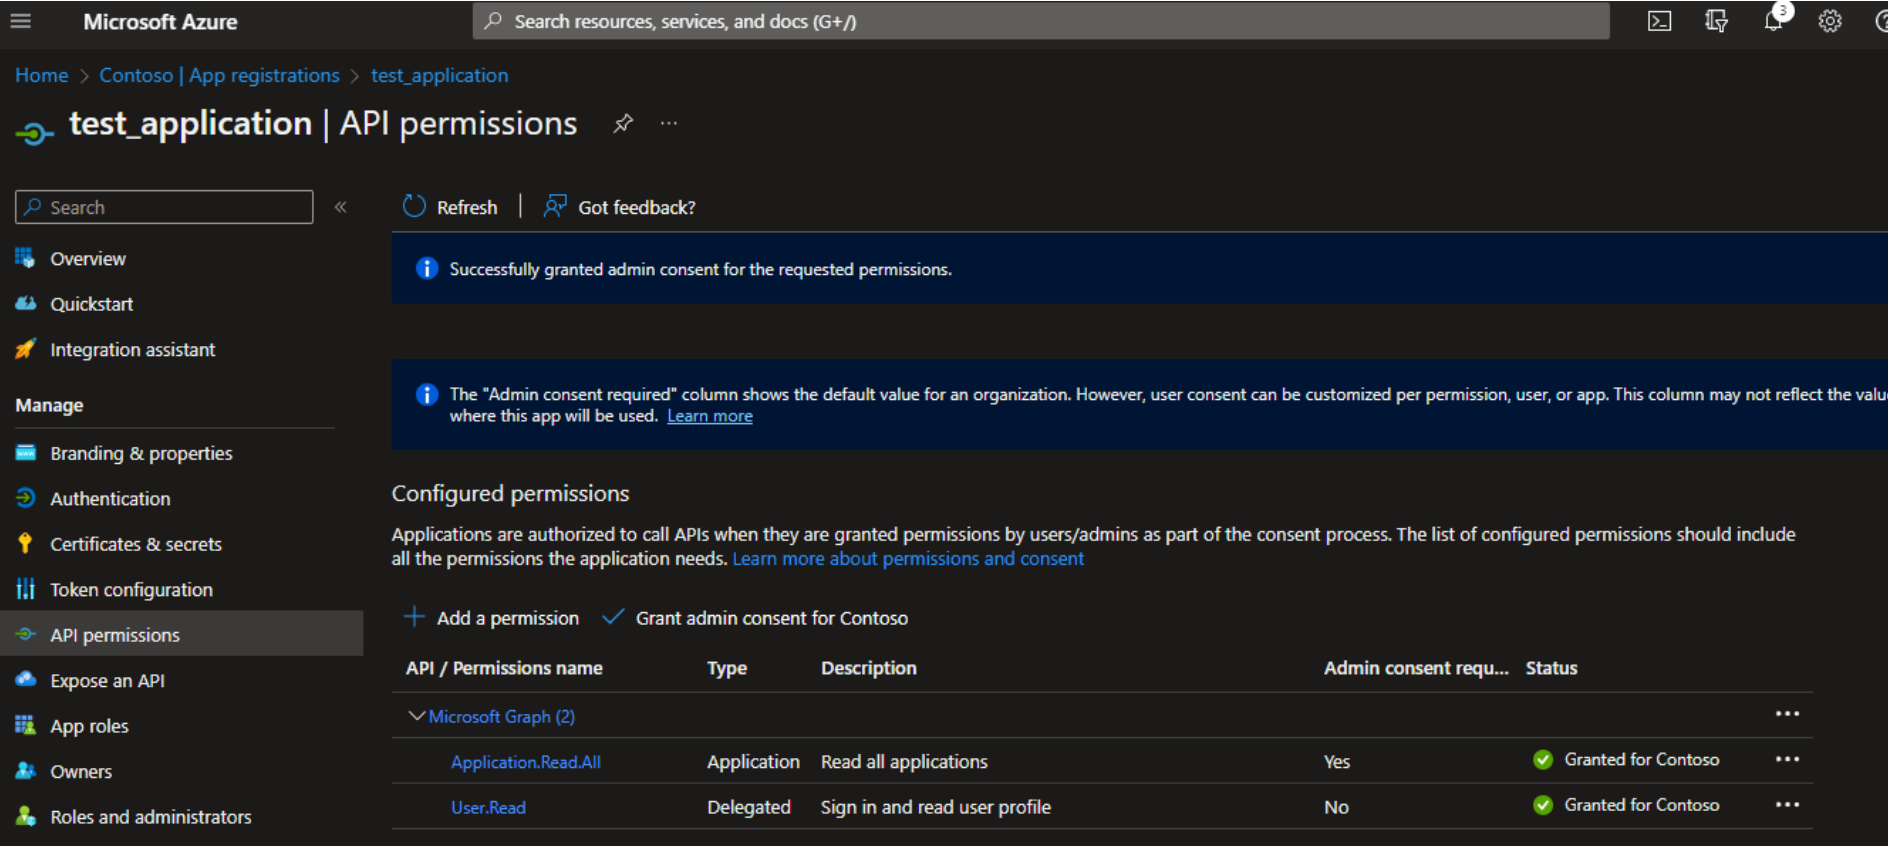 Microsoft Azure
Search resources, services, and docs (G+/)
3
Home > Contoso | App registrations > test_application
test_application | API permissions
Search
Refresh | Got feedback?
Successfully granted admin consent for the requested permissions.
The "Admin consent required" column shows the default value for an organization. However, user consent can be customized per permission, user, or app. This column may not reflect the valu
where this app will be used. Learn more
Overview
Quickstart
Integration assistant
Manage
Branding & properties
Authentication
Certificates & secrets
Token configuration
API permissions
Expose an API
App roles
Owners
Roles and administrators
Configured permissions
Applications are authorized to call APIs when they are granted permissions by users/admins as part of the consent process. The list of configured permissions should include
all the permissions the application needs. Learn more about permissions and consent
Add a permission Grant admin consent for Contoso
API / Permissions name Type Description Admin consent requ... Status
Microsoft Graph (2)
Application.Read.All Application Read all applications Yes Granted for Contoso
User.Read Delegated Sign in and read user profile No Granted for Contoso